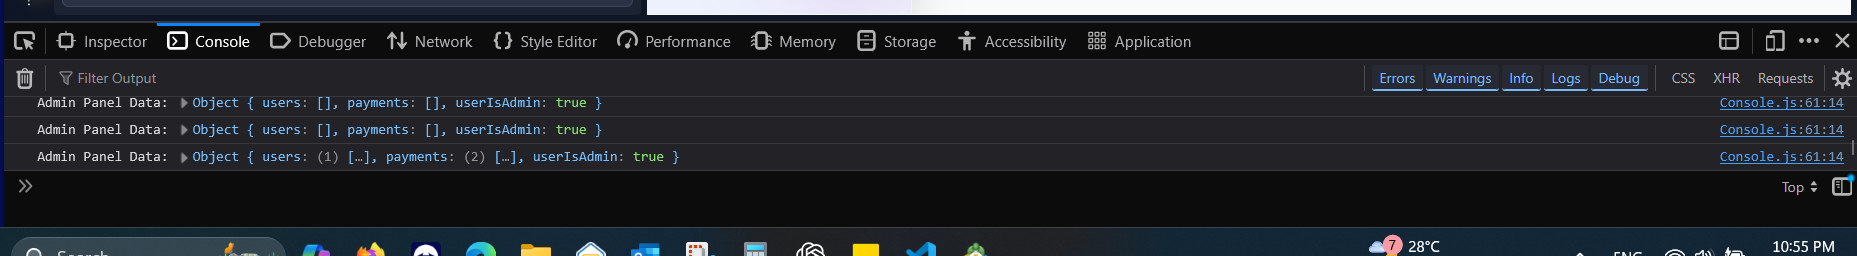 Inspector Console Debugger Network Style Editor Performance Memory Storage Accessibility Application
Filter Output Errors Warnings Info Logs Debug CSS XHR Requests
Admin Panel Data: Object { users: [], payments: [], userIsAdmin: true } Console.js:61:14
Admin Panel Data: Object { users: [], payments: [], userIsAdmin: true } Console.js:61:14
Admin Panel Data: Object { users: (1) […], payments: (2) […], userIsAdmin: true } Console.js:61:14
Top
Search 7 28°C ENG 10:55 PM